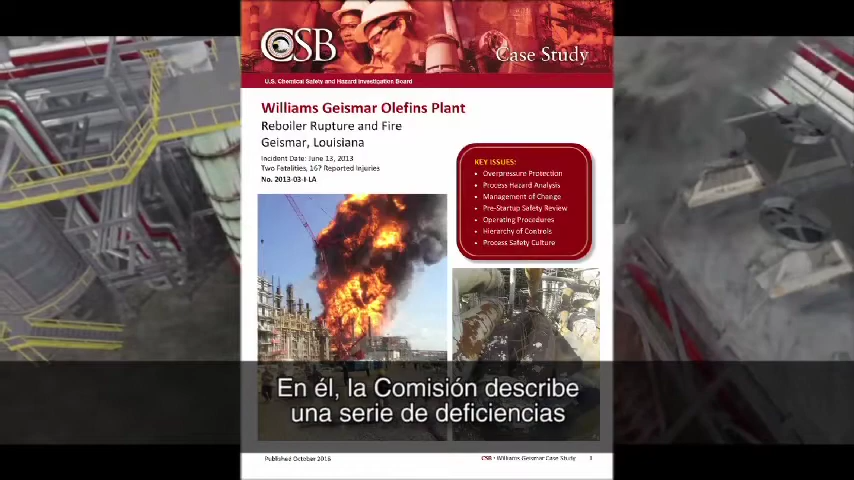 CSB
Case Study
U.S. Chemical Safety and Hazard Investigation Board
Williams Geismar Olefins Plant
Reboiler Rupture and Fire
Geismar, Louisiana
Incident Date: June 13, 2013
Two Fatalities, 167 Reported Injuries
No. 2013-03-I-LA
KEY ISSUES:
• Overpressure Protection
• Process Hazard Analysis
• Management of Change
• Pre-Startup Safety Review
• Operating Procedures
• Hierarchy of Controls
• Process Safety Culture
En él, la Comisión describe
una serie de deficiencias
Published October 2016
CSB • Williams Geismar Case Study 1